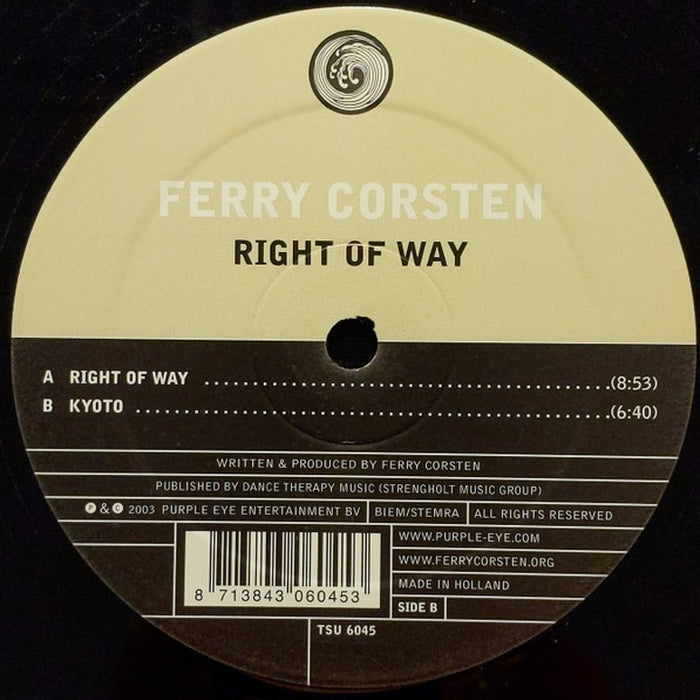 FERRY CORSTEN
RIGHT OF WAY
A RIGHT OF WAY ........................................(8:53)
B KYOTO ................................................(6:40)
WRITTEN & PRODUCED BY FERRY CORSTEN
PUBLISHED BY DANCE THERAPY MUSIC (STRENGHOLT MUSIC GROUP)
Ⓟ & © 2003 PURPLE EYE ENTERTAINMENT BV BIEM/STEMRA ALL RIGHTS RESERVED
WWW.PURPLE-EYE.COM
WWW.FERRYCORSTEN.ORG
MADE IN HOLLAND
8 713843 060453
SIDE B
TSU 6045